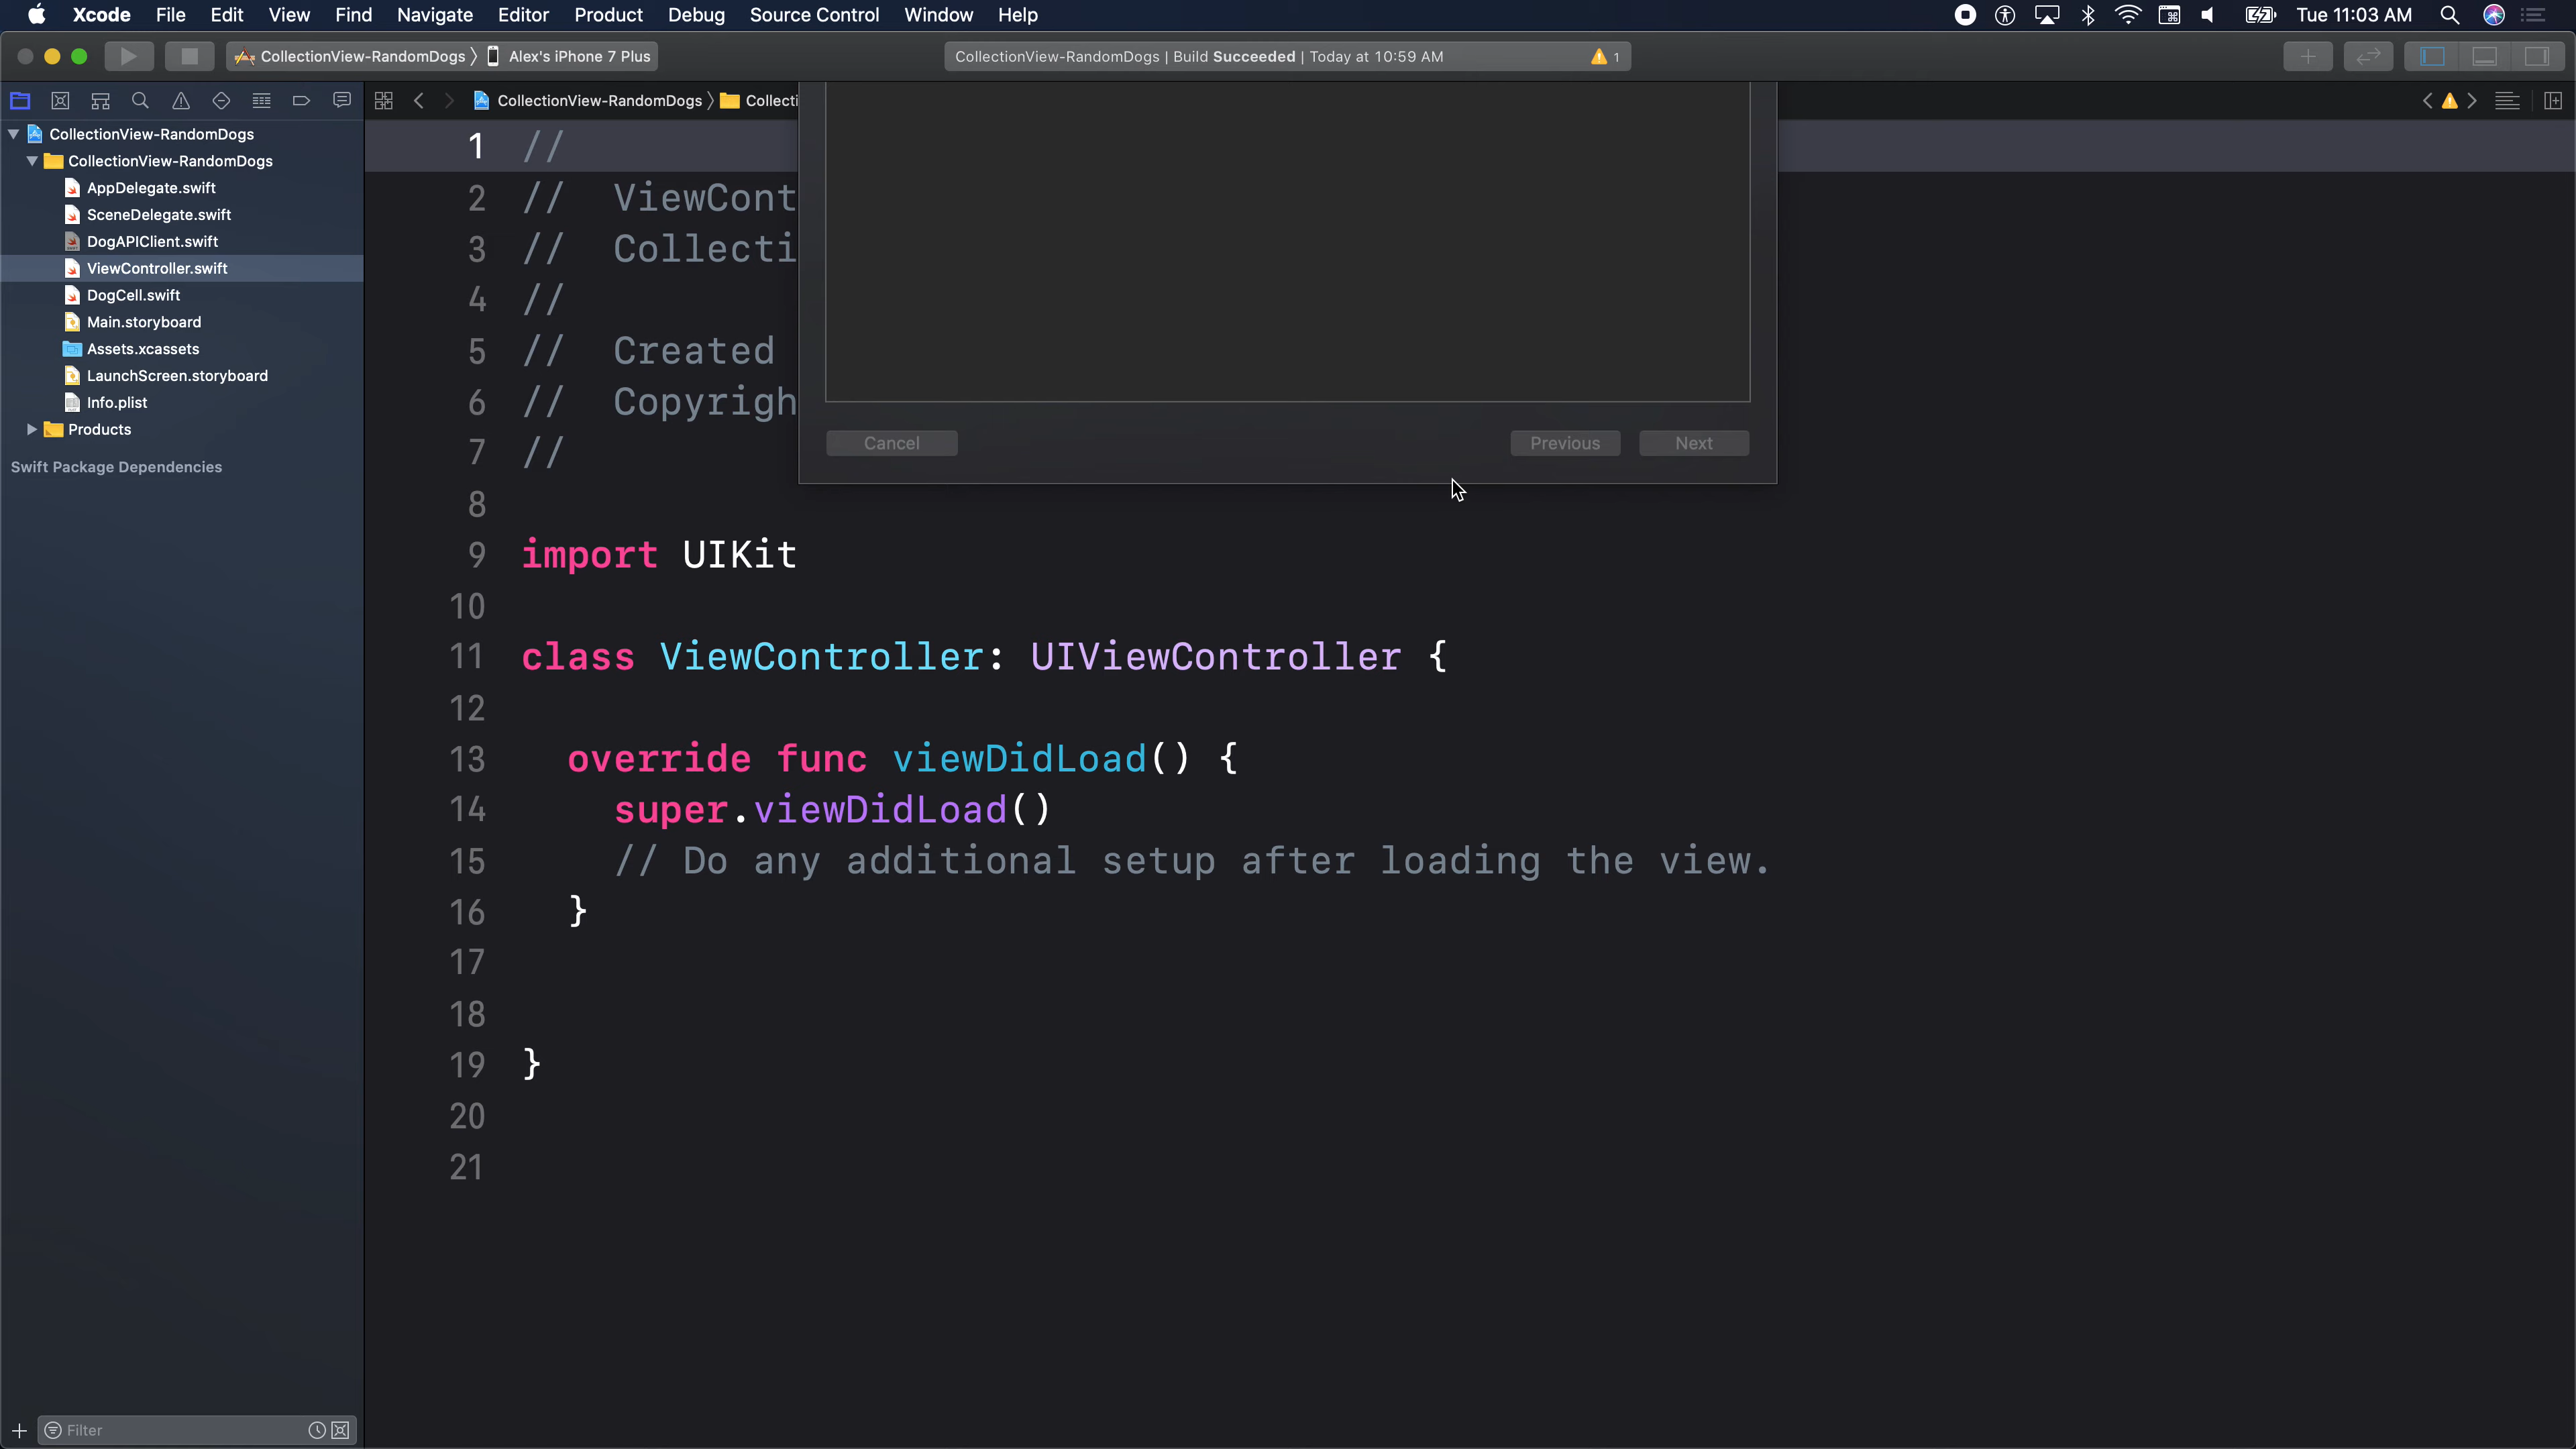 Xcode File Edit View Find Navigate Editor Product Debug Source Control Window Help Tue 11:03 AM
CollectionView-RandomDogs Alex's iPhone 7 Plus CollectionView-RandomDogs | Build Succeeded | Today at 10:59 AM 1
CollectionView-RandomDogs Collecti
CollectionView-RandomDogs
CollectionView-RandomDogs
AppDelegate.swift
SceneDelegate.swift
DogAPIClient.swift
ViewController.swift
DogCell.swift
Main.storyboard
Assets.xcassets
LaunchScreen.storyboard
Info.plist
Products
Swift Package Dependencies
Filter
1 //
2 // ViewCont
3 // Collecti
4 //
5 // Created
6 // Copyrigh
7 //
8
9 import UIKit
10
11 class ViewController: UIViewController {
12
13 override func viewDidLoad() {
14 super.viewDidLoad()
15 // Do any additional setup after loading the view.
16 }
17
18
19 }
20
21
Cancel Previous Next